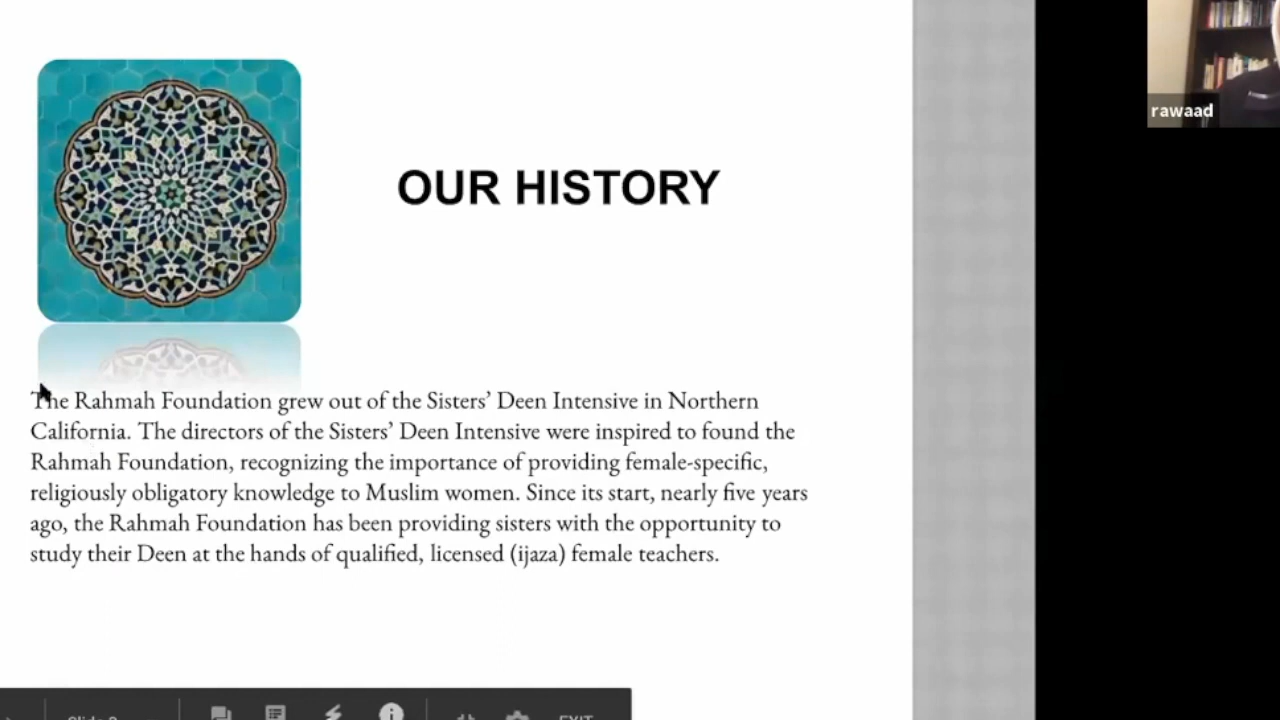 rawaad
OUR HISTORY
The Rahmah Foundation grew out of the Sisters’ Deen Intensive in Northern
California. The directors of the Sisters’ Deen Intensive were inspired to found the
Rahmah Foundation, recognizing the importance of providing female-specific,
religiously obligatory knowledge to Muslim women. Since its start, nearly five years
ago, the Rahmah Foundation has been providing sisters with the opportunity to
study their Deen at the hands of qualified, licensed (ijaza) female teachers.
EXIT